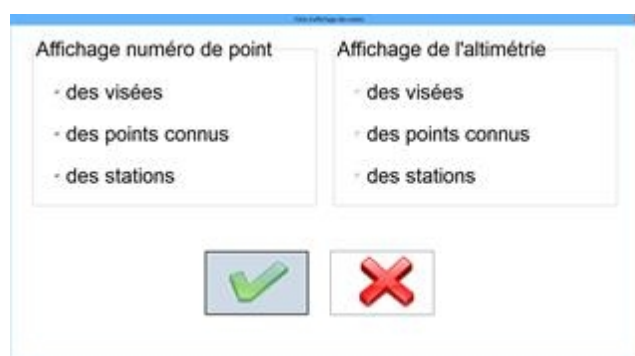 Affichage numéro de point
des visées
des points connus
des stations
Affichage de l'altimétrie
des visées
des points connus
des stations